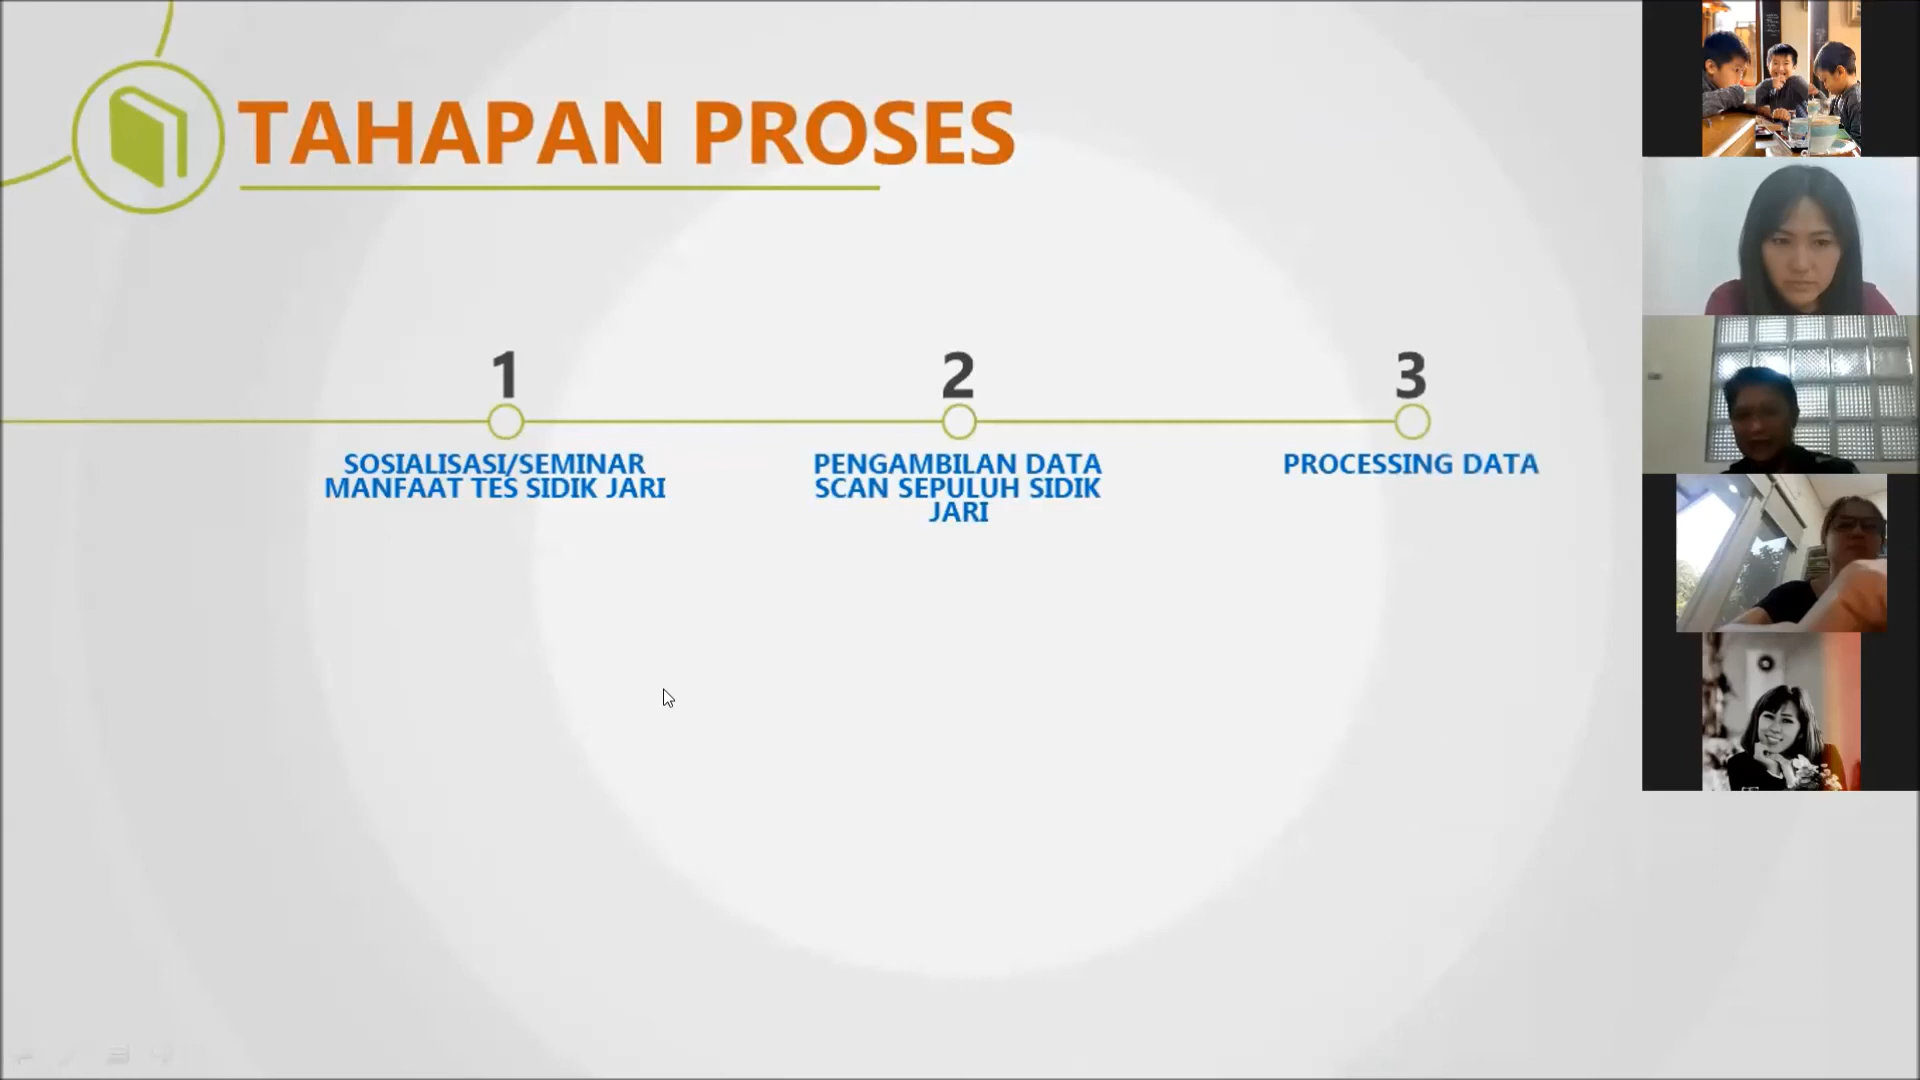 TAHAPAN PROSES
1
SOSIALISASI/SEMINAR
MANFAAT TES SIDIK JARI
2
PENGAMBILAN DATA
SCAN SEPULUH SIDIK
JARI
3
PROCESSING DATA